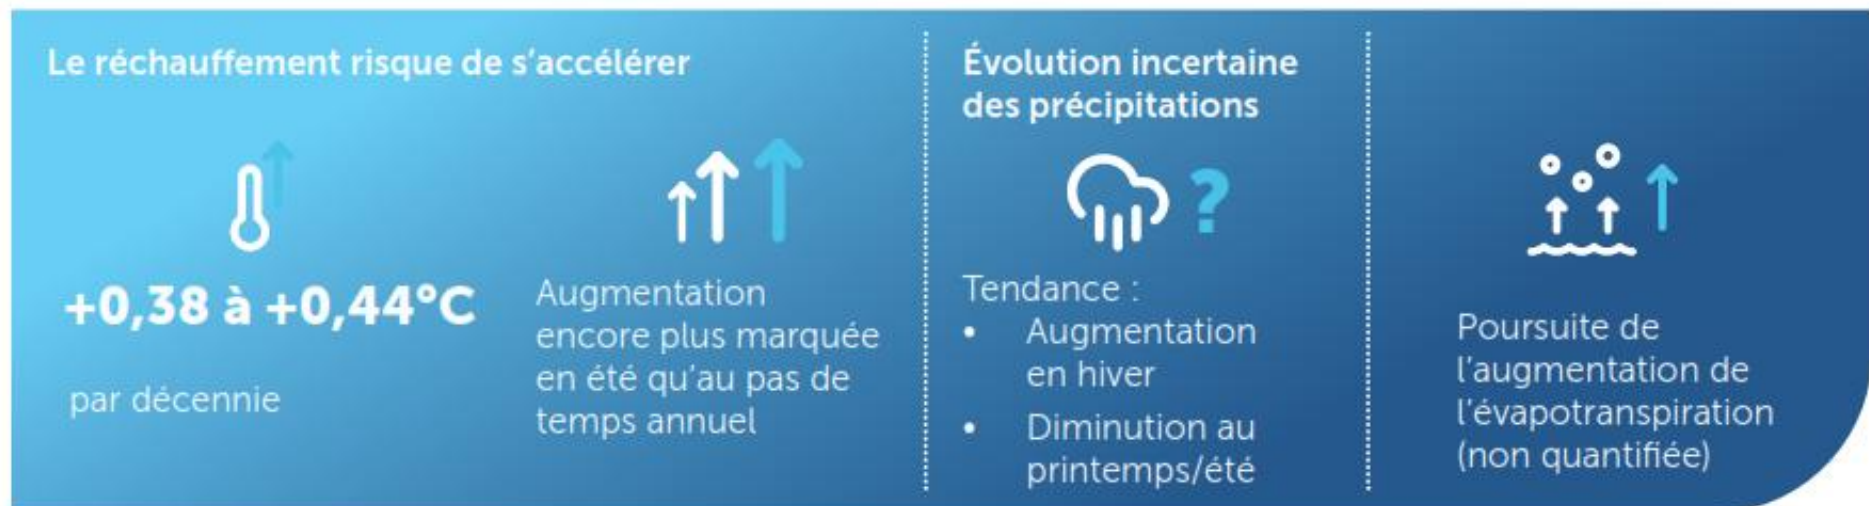 Le réchauffement risque de s’accélérer
+0,38 à +0,44°C
par décennie
Augmentation
encore plus marquée
en été qu’au pas de
temps annuel
Évolution incertaine
des précipitations
?
Tendance :
• Augmentation
en hiver
• Diminution au
printemps/été
Poursuite de
l’augmentation de
l’évapotranspiration
(non quantifiée)